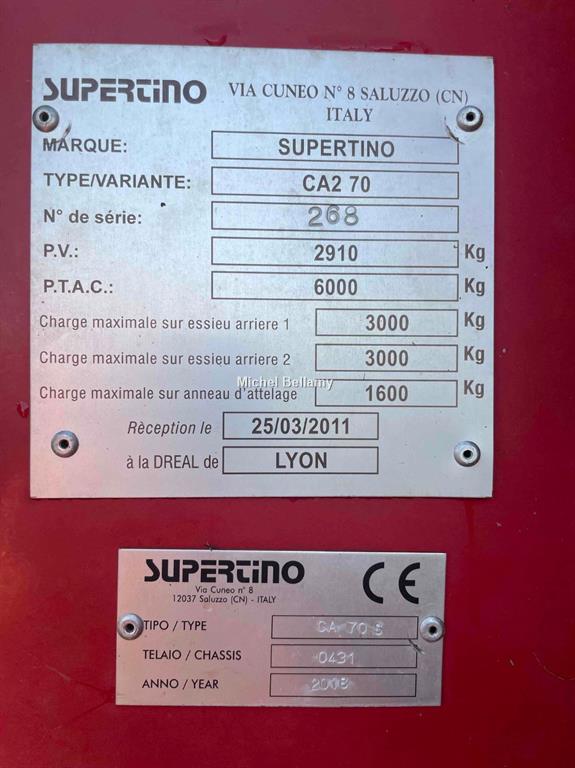 SUPERTINO VIA CUNEO N° 8 SALUZZO (CN)
ITALY
MARQUE: SUPERTINO
TYPE/VARIANTE: CA2 70
N° de série: 268
P.V.: 2910 Kg
P.T.A.C.: 6000 Kg
Charge maximale sur essieu arriere 1 3000 Kg
Charge maximale sur essieu arriere 2 3000 Kg
Michel Bellamy
Charge maximale sur anneau d'attelage 1600 Kg
Rèception le 25/03/2011
à la DREAL de LYON
SUPERTINO CE
Via Cuneo n° 8
12037 Saluzzo (CN) - ITALY
TIPO / TYPE CA 70 S
TELAIO / CHASSIS 0431
ANNO / YEAR 2018